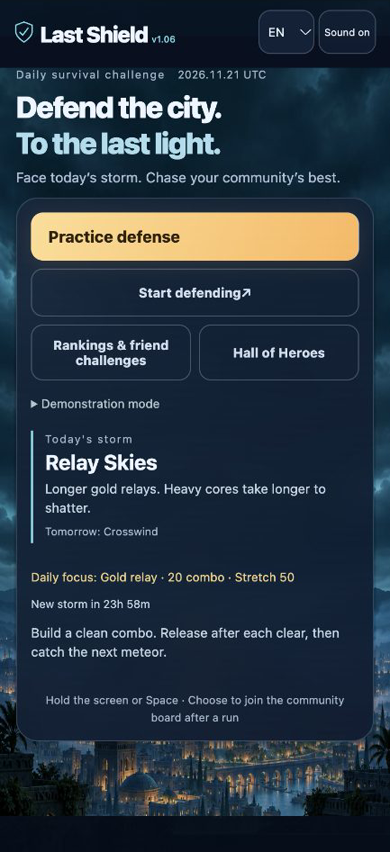 Last Shield v1.06
EN
Sound on
Daily survival challenge 2026.11.21 UTC
Defend the city.
To the last light.
Face today’s storm. Chase your community’s best.
Practice defense
Start defending↗
Rankings & friend
challenges
Hall of Heroes
▶ Demonstration mode
Today's storm
Relay Skies
Longer gold relays. Heavy cores take longer to
shatter.
Tomorrow: Crosswind
Daily focus: Gold relay · 20 combo · Stretch 50
New storm in 23h 58m
Build a clean combo. Release after each clear, then
catch the next meteor.
Hold the screen or Space · Choose to join the community
board after a run